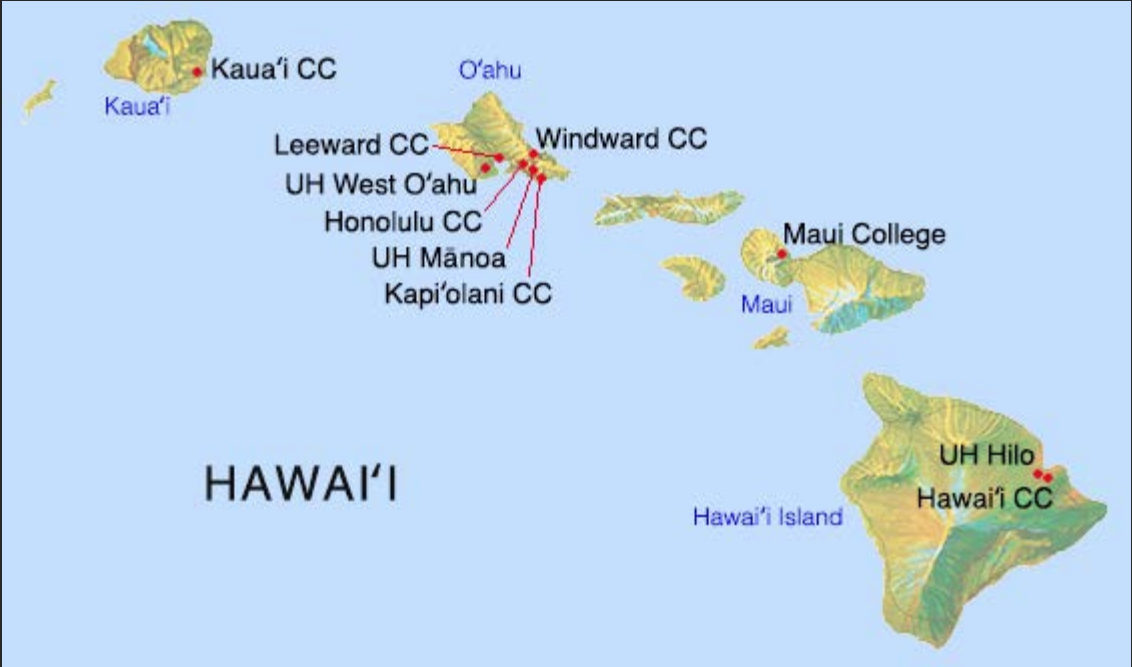 Kauaʻi CC
Kauaʻi
Oʻahu
Windward CC
Leeward CC
UH West Oʻahu
Honolulu CC
UH Mānoa
Kapiʻolani CC
Maui College
Maui
UH Hilo
Hawaiʻi CC
Hawaiʻi Island
HAWAIʻI